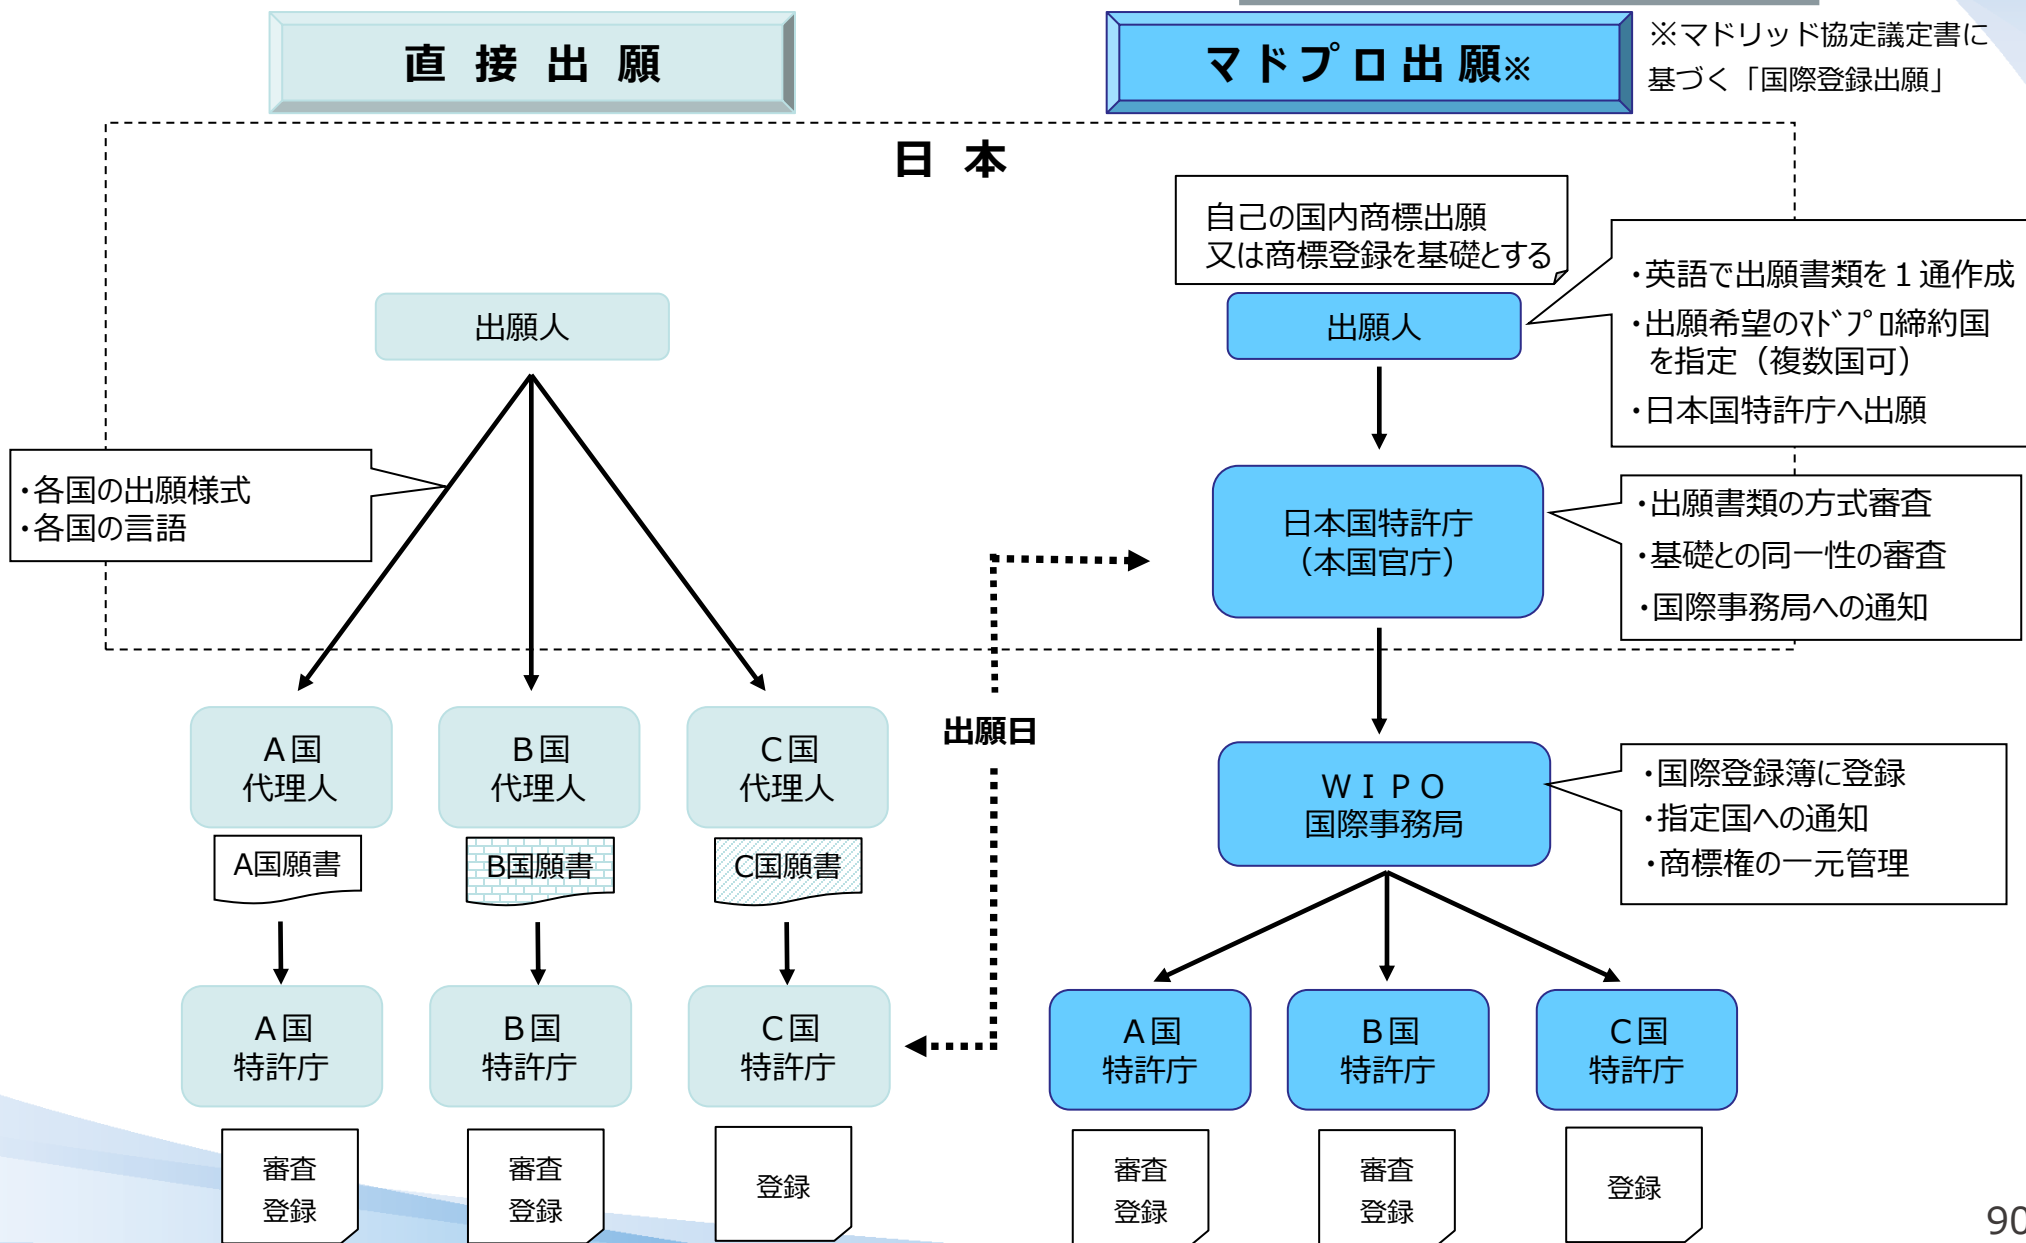 直接出願
マドプロ出願※
※マドリッド協定議定書に
基づく「国際登録出願」
日本
自己の国内商標出願
又は商標登録を基礎とする
出願人
出願人
・英語で出願書類を１通作成
・出願希望のﾏﾄﾞﾌﾟﾛ締約国
を指定（複数国可）
・日本国特許庁へ出願
・各国の出願様式
・各国の言語
日本国特許庁
（本国官庁）
・出願書類の方式審査
・基礎との同一性の審査
・国際事務局への通知
出願日
Ａ国
代理人
Ｂ国
代理人
Ｃ国
代理人
ＷＩＰＯ
国際事務局
・国際登録簿に登録
・指定国への通知
・商標権の一元管理
A国願書
B国願書
C国願書
Ａ国
特許庁
Ｂ国
特許庁
Ｃ国
特許庁
Ａ国
特許庁
Ｂ国
特許庁
Ｃ国
特許庁
審査
登録
審査
登録
登録
審査
登録
審査
登録
登録
90